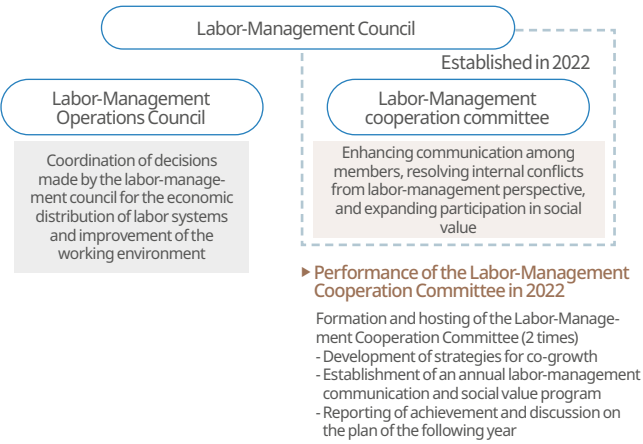 Labor-Management Council
Established in 2022
Labor-Management
Operations Council
Coordination of decisions
made by the labor-manage-
ment council for the economic
distribution of labor systems
and improvement of the
working environment
Labor-Management
cooperation committee
Enhancing communication among
members, resolving internal conflicts
from labor-management perspective,
and expanding participation in social
value
▶ Performance of the Labor-Management
Cooperation Committee in 2022
Formation and hosting of the Labor-Manage-
ment Cooperation Committee (2 times)
- Development of strategies for co-growth
- Establishment of an annual labor-management
communication and social value program
- Reporting of achievement and discussion on
the plan of the following year